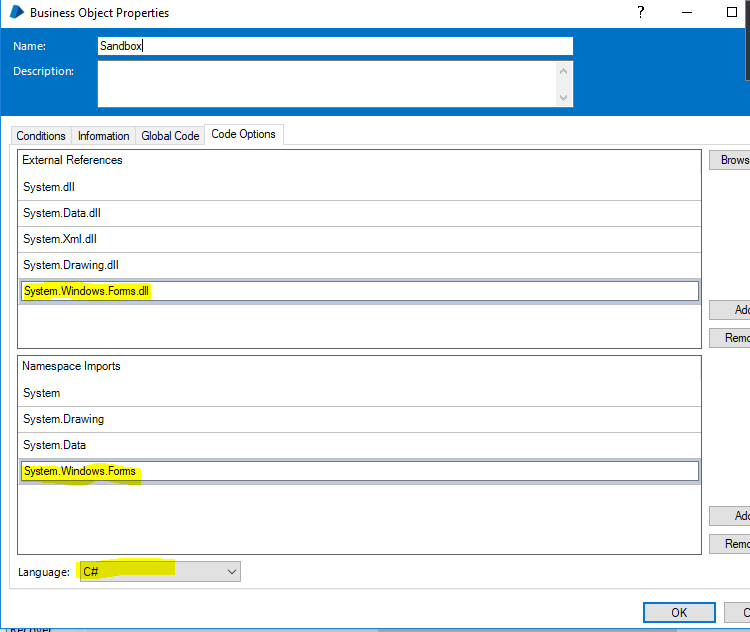 Business Object Properties ?
Name: Sandbox
Description:
Conditions Information Global Code Code Options
External References
Brows
System.dll
System.Data.dll
System.Xml.dll
System.Drawing.dll
System.Windows.Forms.dll
Add
Remo
Namespace Imports
System
System.Drawing
System.Data
System.Windows.Forms
Add
Remo
Language: C#
OK C
Recover